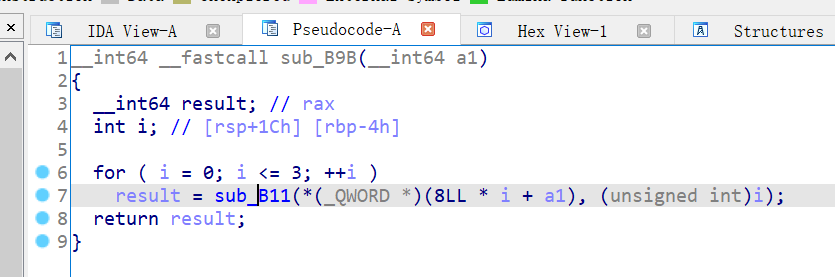 IDA View-A Pseudocode-A Hex View-1 Structures
1 __int64 __fastcall sub_B9B(__int64 a1)
2 {
3 __int64 result; // rax
4 int i; // [rsp+1Ch] [rbp-4h]
5
6 for ( i = 0; i <= 3; ++i )
7 result = sub_B11(*(_QWORD *)(8LL * i + a1), (unsigned int)i);
8 return result;
9 }